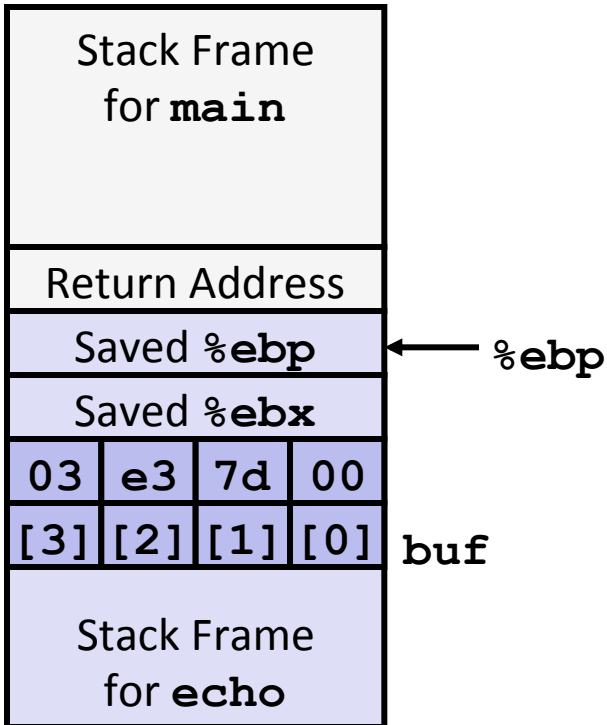 Stack Frame
for main
Return Address
Saved %ebp
%ebp
Saved %ebx
03 e3 7d 00
[3] [2] [1] [0]
buf
Stack Frame
for echo